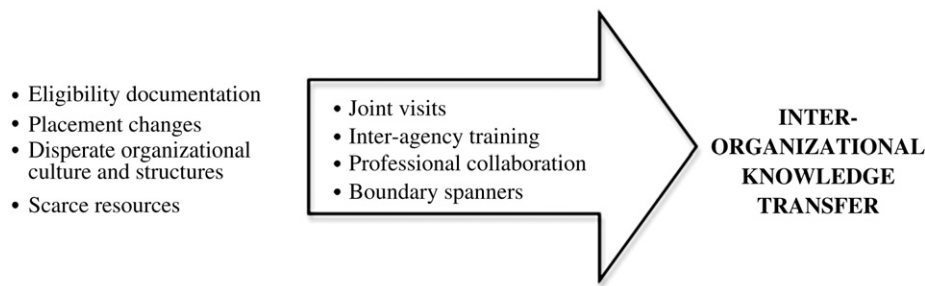 • Eligibility documentation
• Placement changes
• Disperate organizational
culture and structures
• Scarce resources
• Joint visits
• Inter-agency training
• Professional collaboration
• Boundary spanners
INTER-
ORGANIZATIONAL
KNOWLEDGE
TRANSFER